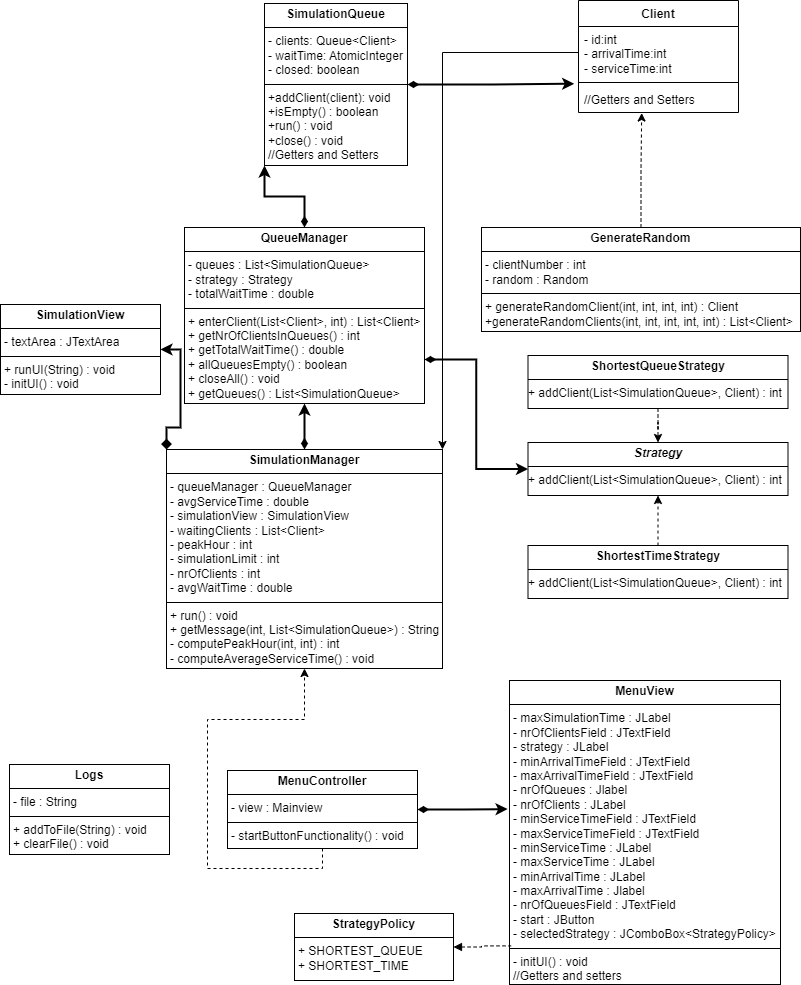 SimulationQueue
- clients: Queue<Client>
- waitTime: AtomicInteger
- closed: boolean
+addClient(client): void
+isEmpty() : boolean
+run() : void
+close() : void
//Getters and Setters
Client
- id:int
- arrivalTime:int
- serviceTime:int
//Getters and Setters
QueueManager
- queues : List<SimulationQueue>
- strategy : Strategy
- totalWaitTime : double
+ enterClient(List<Client>, int) : List<Client>
+ getNrOfClientsInQueues() : int
+ getTotalWaitTime() : double
+ allQueuesEmpty() : boolean
+ closeAll() : void
+ getQueues() : List<SimulationQueue>
GenerateRandom
- clientNumber : int
- random : Random
+ generateRandomClient(int, int, int, int) : Client
+generateRandomClients(int, int, int, int, int) : List<Client>
SimulationView
- textArea : JTextArea
+ runUI(String) : void
- initUI() : void
ShortestQueueStrategy
+ addClient(List<SimulationQueue>, Client) : int
Strategy
+ addClient(List<SimulationQueue>, Client) : int
ShortestTimeStrategy
+ addClient(List<SimulationQueue>, Client) : int
SimulationManager
- queueManager : QueueManager
- avgServiceTime : double
- simulationView : SimulationView
- waitingClients : List<Client>
- peakHour : int
- simulationLimit : int
- nrOfClients : int
- avgWaitTime : double
+ run() : void
+ getMessage(int, List<SimulationQueue>) : String
- computePeakHour(int, int) : int
- computeAverageServiceTime() : void
MenuView
- maxSimulationTime : JLabel
- nrOfClientsField : JTextField
- strategy : JLabel
- minArrivalTimeField : JTextField
- maxArrivalTimeField : JTextField
- nrOfQueues : Jlabel
- nrOfClients : JLabel
- minServiceTimeField : JTextField
- maxServiceTimeField : JTextField
- minServiceTime : JLabel
- maxServiceTime : JLabel
- minArrivalTime : JLabel
- maxArrivalTime : Jlabel
- nrOfQueuesField : JTextField
- start : JButton
- selectedStrategy : JComboBox<StrategyPolicy>
- initUI() : void
//Getters and setters
Logs
- file : String
+ addToFile(String) : void
+ clearFile() : void
MenuController
- view : Mainview
- startButtonFunctionality() : void
StrategyPolicy
+ SHORTEST_QUEUE
+ SHORTEST_TIME